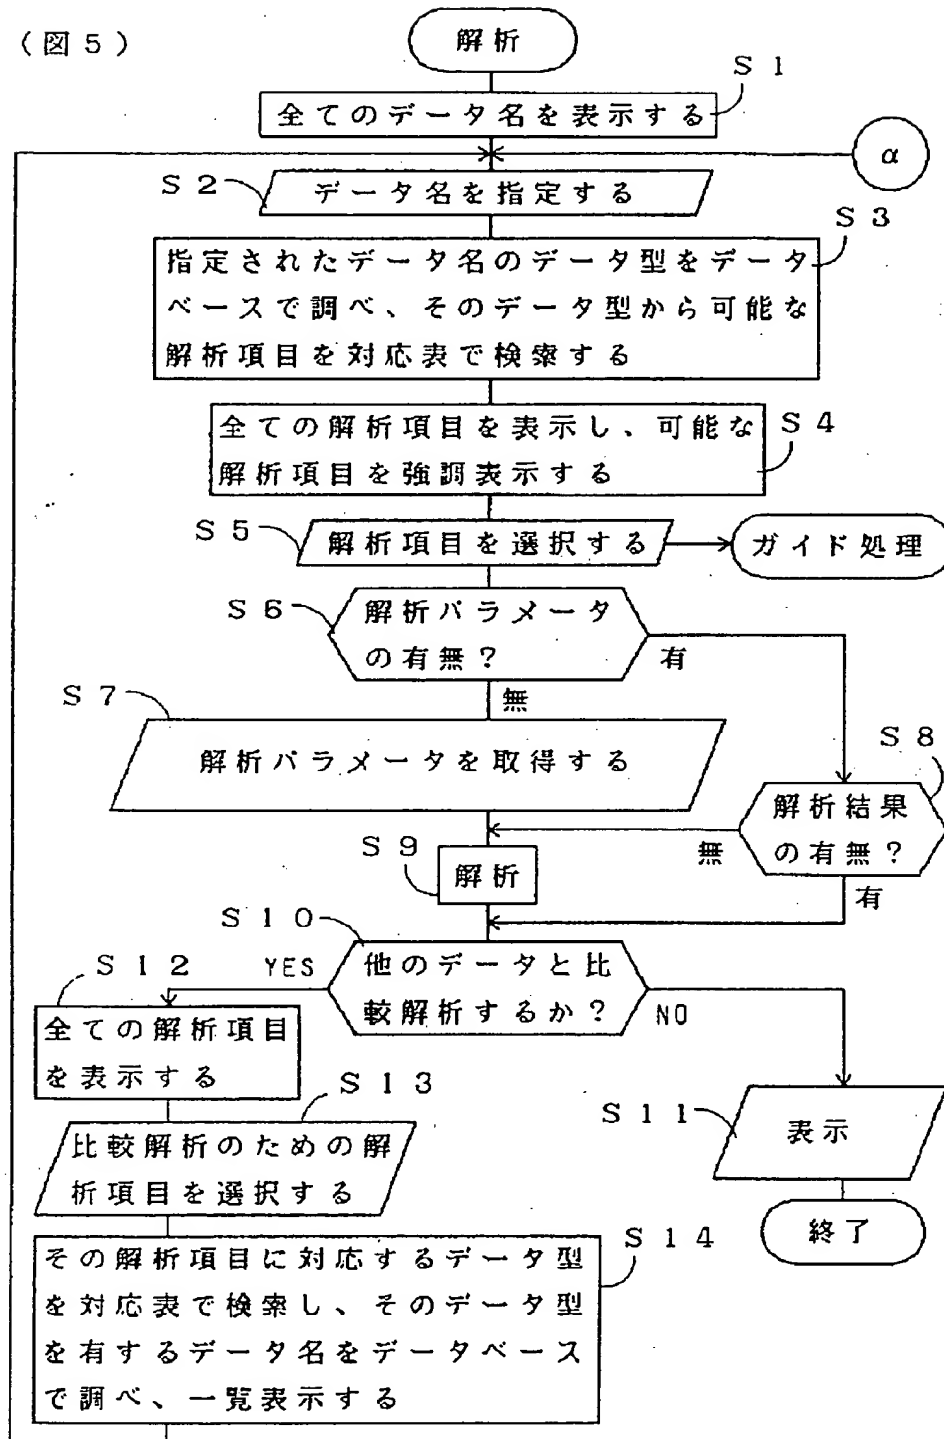 (図5)
解析
S1
全てのデータ名を表示する
α
S2
データ名を指定する
S3
指定されたデータ名のデータ型をデータ
ベースで調べ、そのデータ型から可能な
解析項目を対応表で検索する
S4
全ての解析項目を表示し、可能な
解析項目を強調表示する
S5
解析項目を選択する
ガイド処理
S6
解析パラメータ
の有無?
有
無
S7
解析パラメータを取得する
S8
解析結果
の有無?
無
有
S9
解析
S10
他のデータと比
較解析するか?
YES
NO
S12
全ての解析項目
を表示する
S13
比較解析のための解
析項目を選択する
S11
表示
終了
S14
その解析項目に対応するデータ型
を対応表で検索し、そのデータ型
を有するデータ名をデータベース
で調べ、一覧表示する